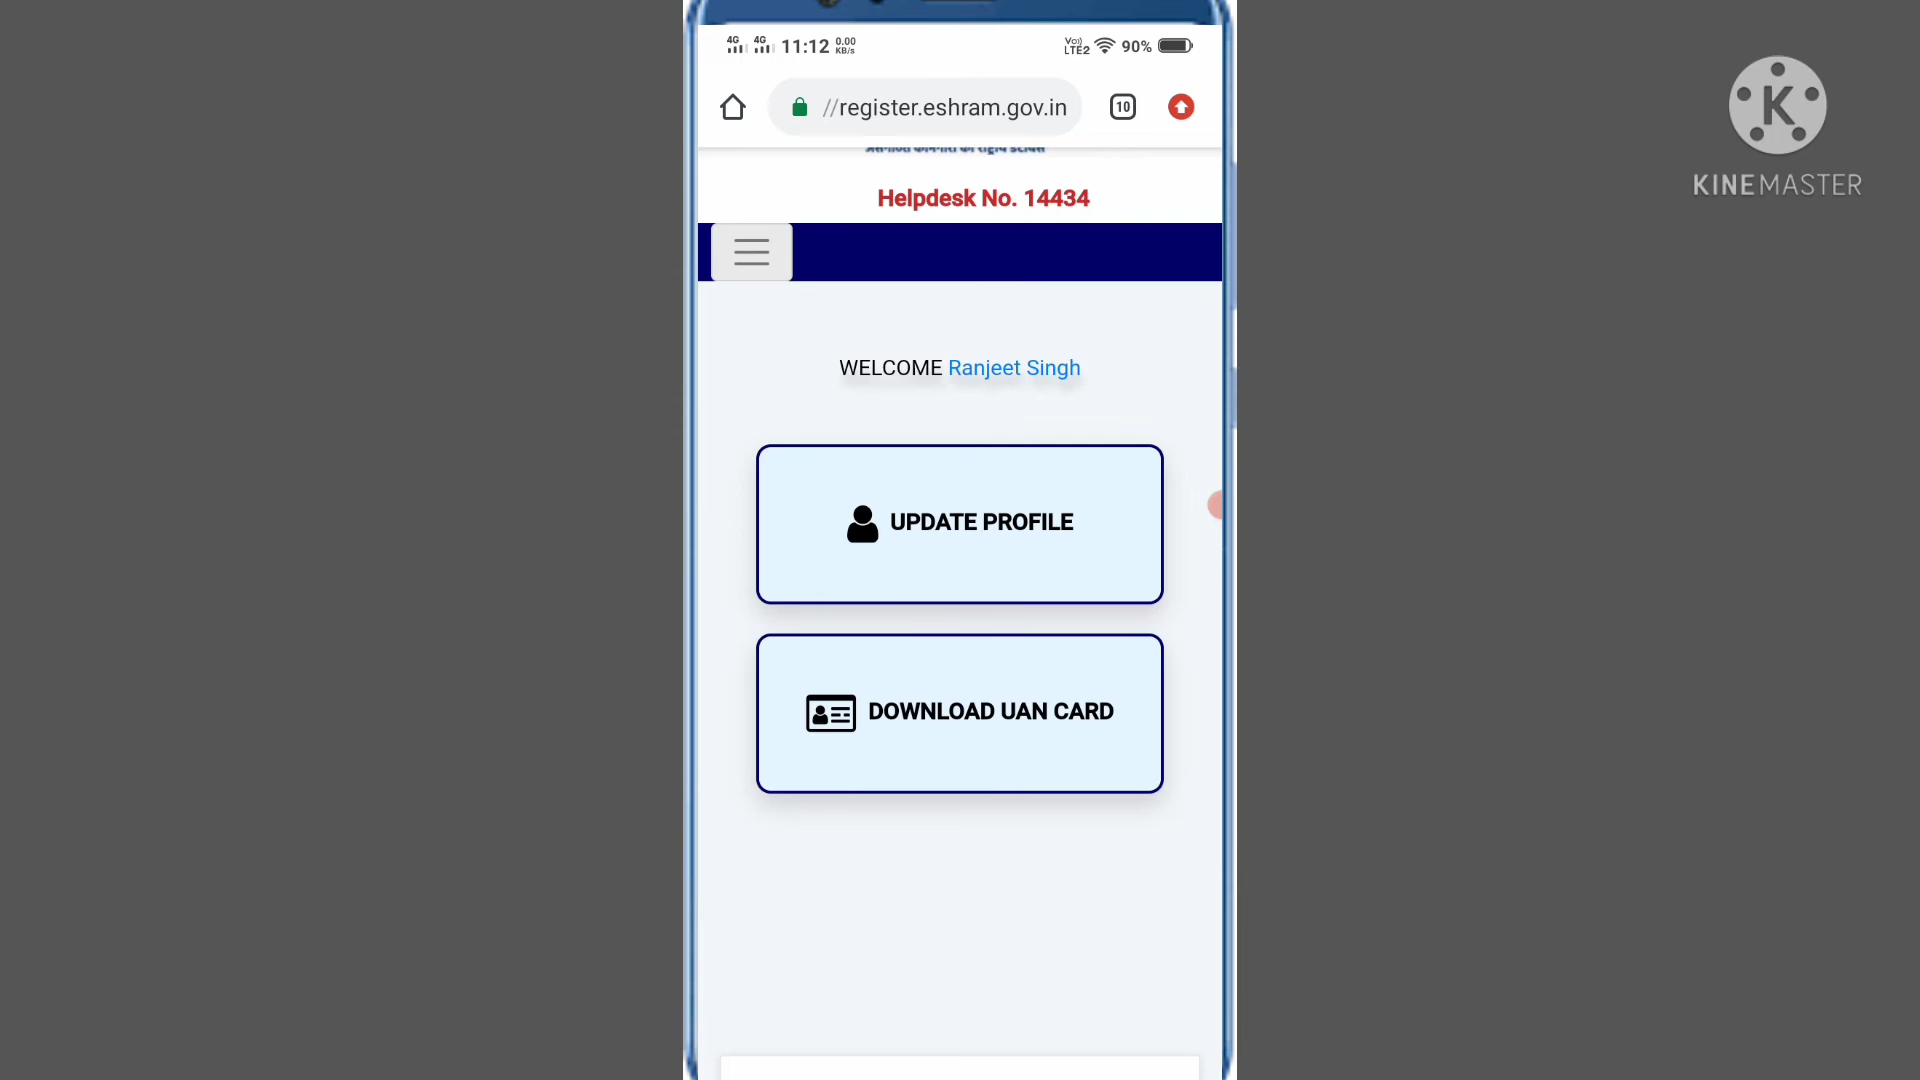 4G 4G 11:12 0.00 KB/s Vo)) LTE2 90%
//register.eshram.gov.in 10
Helpdesk No. 14434
WELCOME Ranjeet Singh
UPDATE PROFILE
DOWNLOAD UAN CARD
K
KINEMASTER